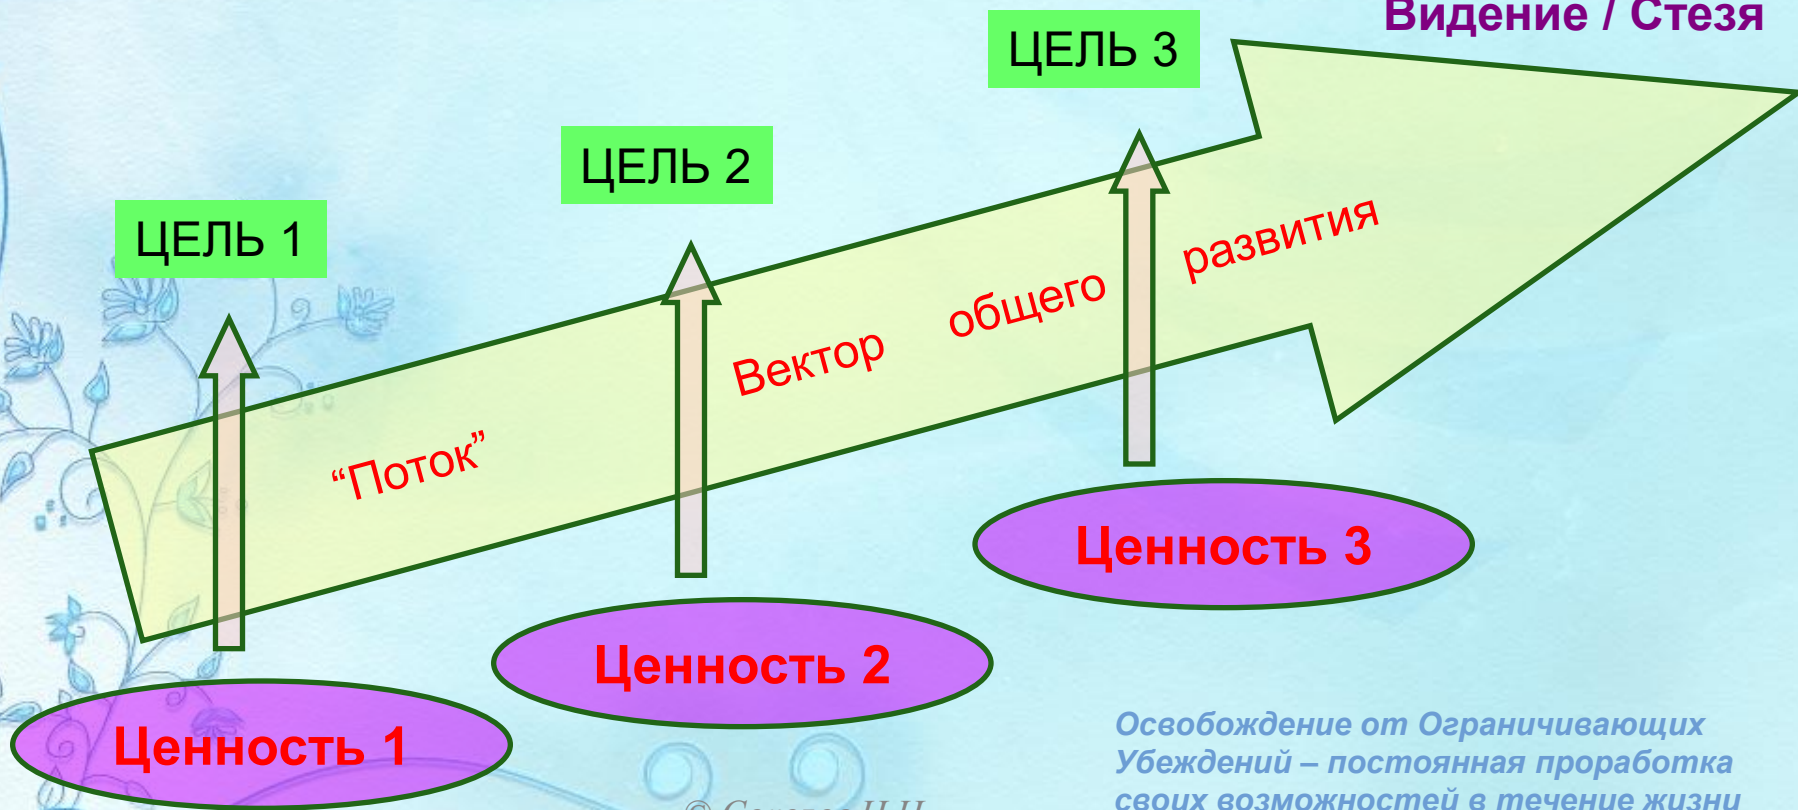 Видение / Стезя
ЦЕЛЬ 3
ЦЕЛЬ 2
ЦЕЛЬ 1
“Поток” Вектор общего развития
Ценность 3
Ценность 2
Ценность 1
Освобождение от Ограничивающих
Убеждений – постоянная проработка
своих возможностей в течение жизни
©